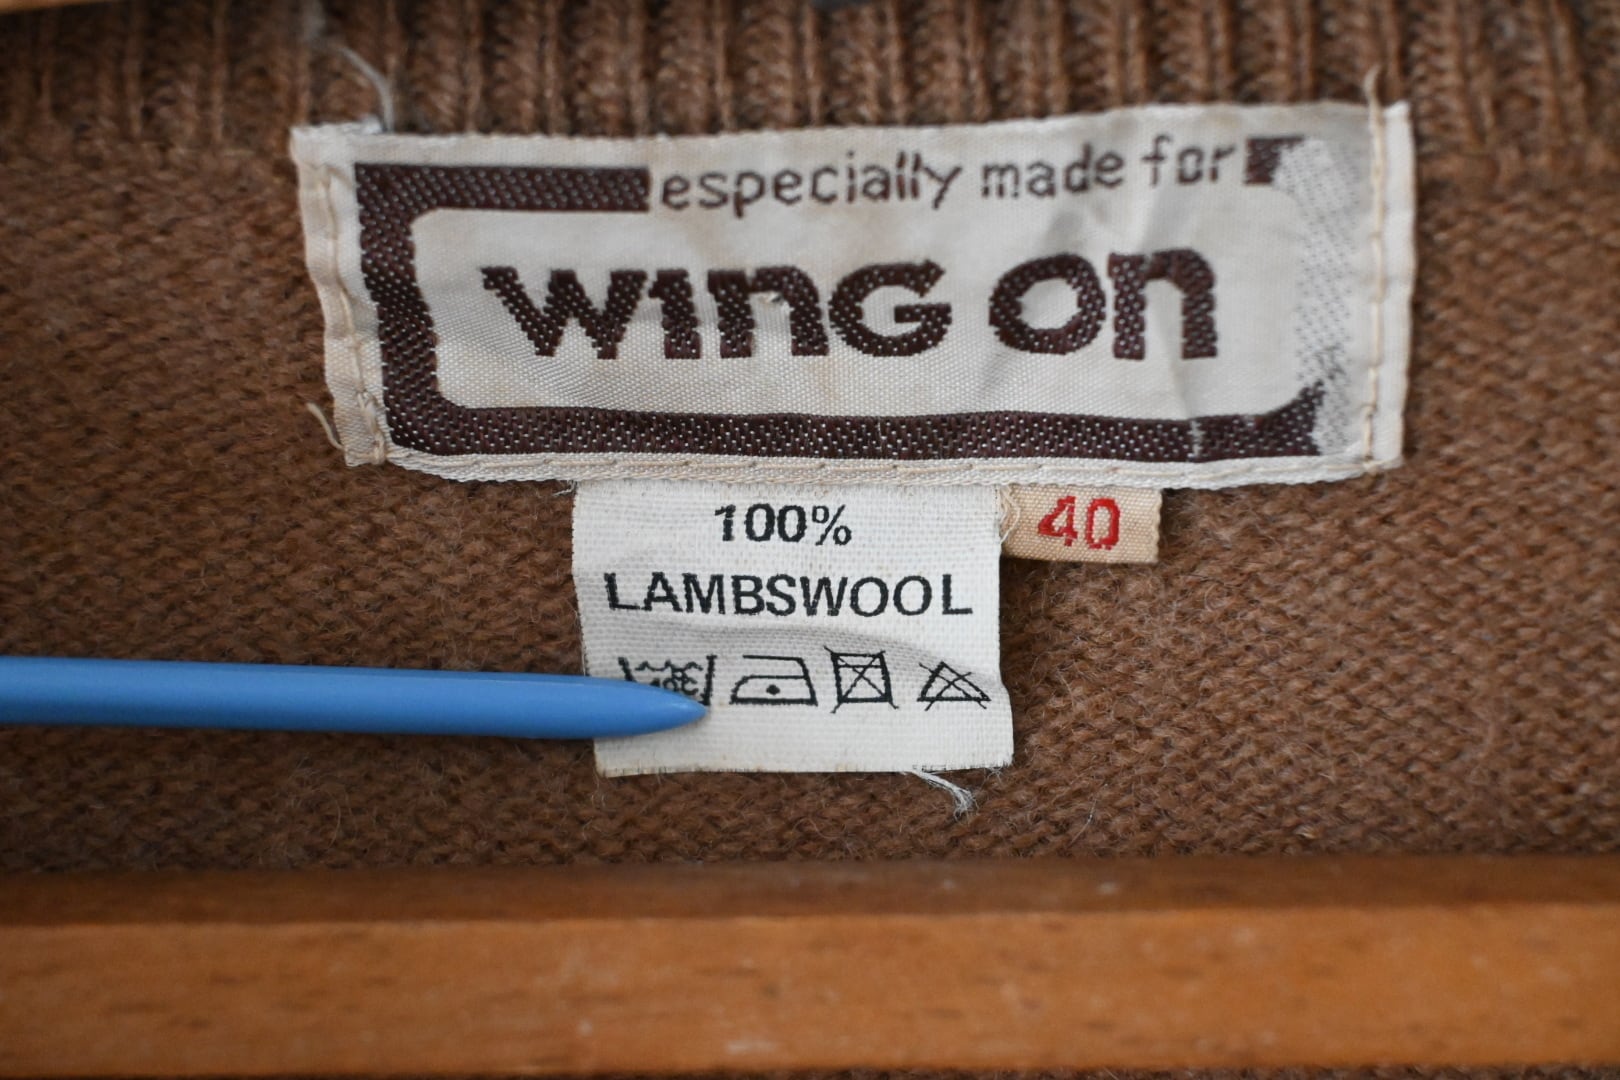 especially made for
WING ON
100%
40
LAMBSWOOL